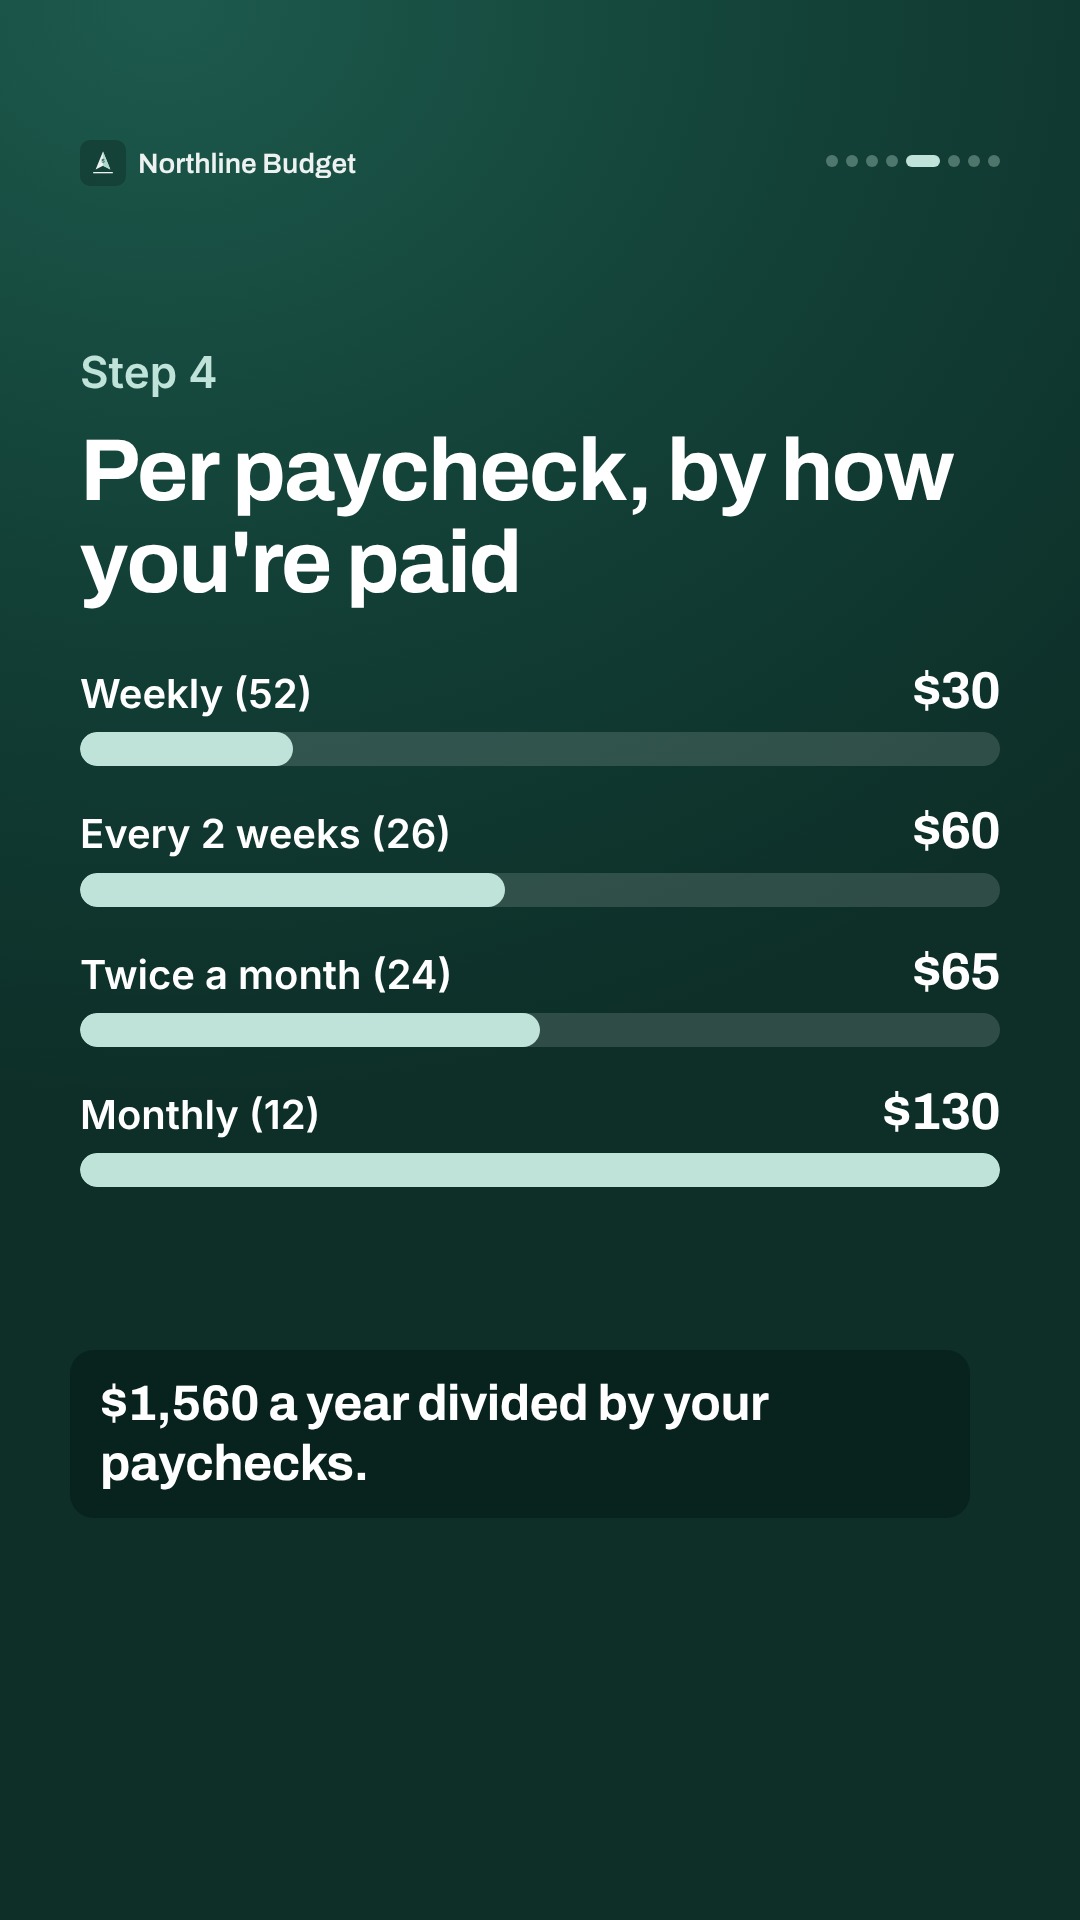 Northline Budget
Step 4
Per paycheck, by how
you're paid
Weekly (52)
$30
Every 2 weeks (26)
$60
Twice a month (24)
$65
Monthly (12)
$130
$1,560 a year divided by your
paychecks.